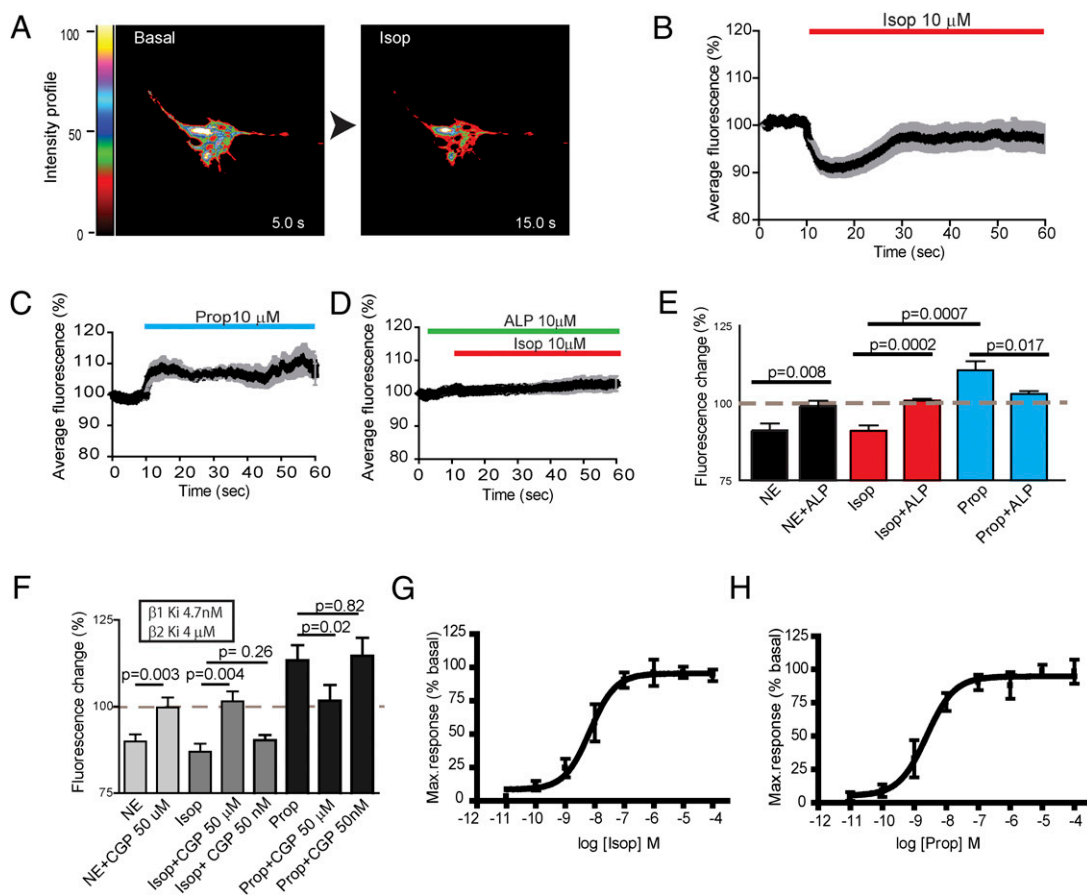 A
100
50
0
Intensity profile
Basal
5.0 s
Isop
15.0 s
B
Isop 10 μM
Average fluorescence (%)
120
110
100
90
80
0 10 20 30 40 50 60
Time (sec)
C
Prop10 μM
Average fluorescence (%)
120
110
100
90
80
0 10 20 30 40 50 60
Time (sec)
D
ALP 10μM
Isop 10μM
Average fluorescence (%)
120
110
100
90
80
0 10 20 30 40 50 60
Time (sec)
E
Fluorescence change (%)
125
100
75
p=0.0007
p=0.0002
p=0.017
p=0.008
NE
NE+ALP
Isop
Isop+ALP
Prop
Prop+ALP
F
Fluorescence change (%)
125
100
75
β1 Ki 4.7nM
β2 Ki 4 μM
p=0.82
p=0.02
p= 0.26
p=0.003
p=0.004
NE
NE+CGP 50 uM
Isop
Isop+CGP 50 μM
Isop+ CGP 50 nM
Prop
Prop+CGP 50 μM
Prop+CGP 50nM
G
Max.response (% basal)
125
100
75
50
25
0
-12 -11 -10 -9 -8 -7 -6 -5 -4
log [Isop] M
H
Max.response (% basal)
125
100
75
50
25
0
-12 -11 -10 -9 -8 -7 -6 -5 -4
log [Prop] M